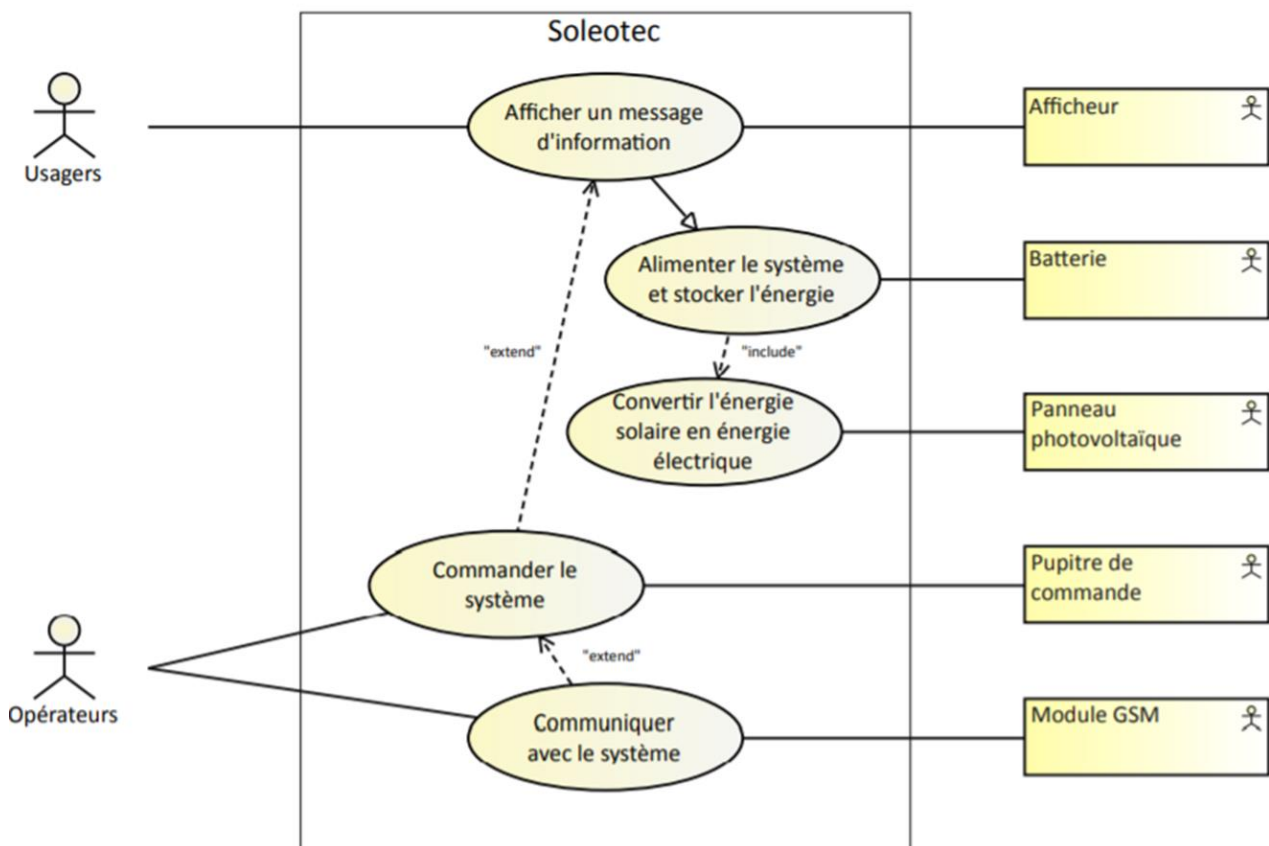 Soleotec
Afficher un message
d'information
Afficheur
Usagers
Alimenter le système
et stocker l'énergie
Batterie
"extend"
"include"
Convertir l'énergie
solaire en énergie
électrique
Panneau
photovoltaïque
Commander le
système
Pupitre de
commande
"extend"
Opérateurs
Communiquer
avec le système
Module GSM